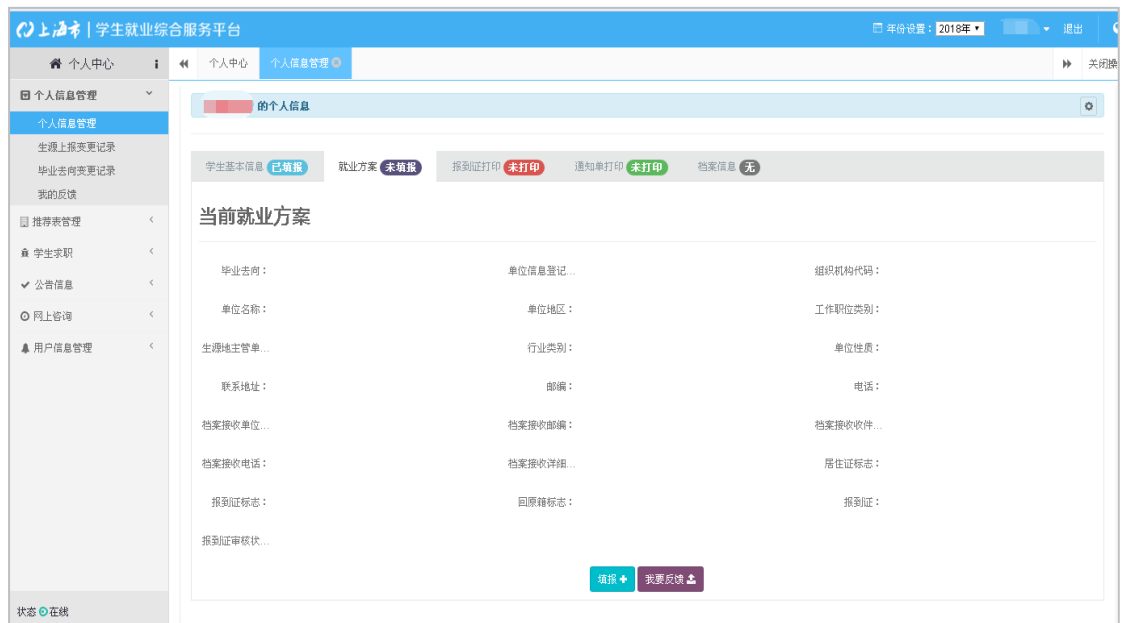 上海市 | 学生就业综合服务平台
年份设置： 2018年 退出
个人中心
个人中心 个人信息管理 关闭操
个人信息管理
个人信息管理
生源上报变更记录
毕业去向变更记录
我的反馈
推荐表管理
学生求职
公告信息
网上咨询
用户信息管理
状态 在线
的个人信息
学生基本信息 已填报 就业方案 未填报 报到证打印 未打印 通知单打印 未打印 档案信息 无
当前就业方案
毕业去向： 单位信息登记... 组织机构代码：
单位名称： 单位地区： 工作职位类别：
生源地主管单... 行业类别： 单位性质：
联系地址： 邮编： 电话：
档案接收单位... 档案接收邮编： 档案接收收件...
档案接收电话： 档案接收详细... 居住证标志：
报到证标志： 回原籍标志： 报到证：
报到证审核状...
填报 我要反馈